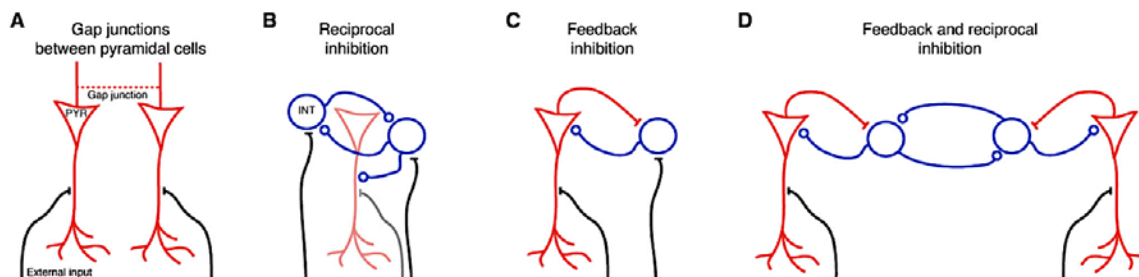 A
Gap junctions
between pyramidal cells
Gap junction
PYR
External input
B
Reciprocal
inhibition
INT
C
Feedback
inhibition
D
Feedback and reciprocal
inhibition